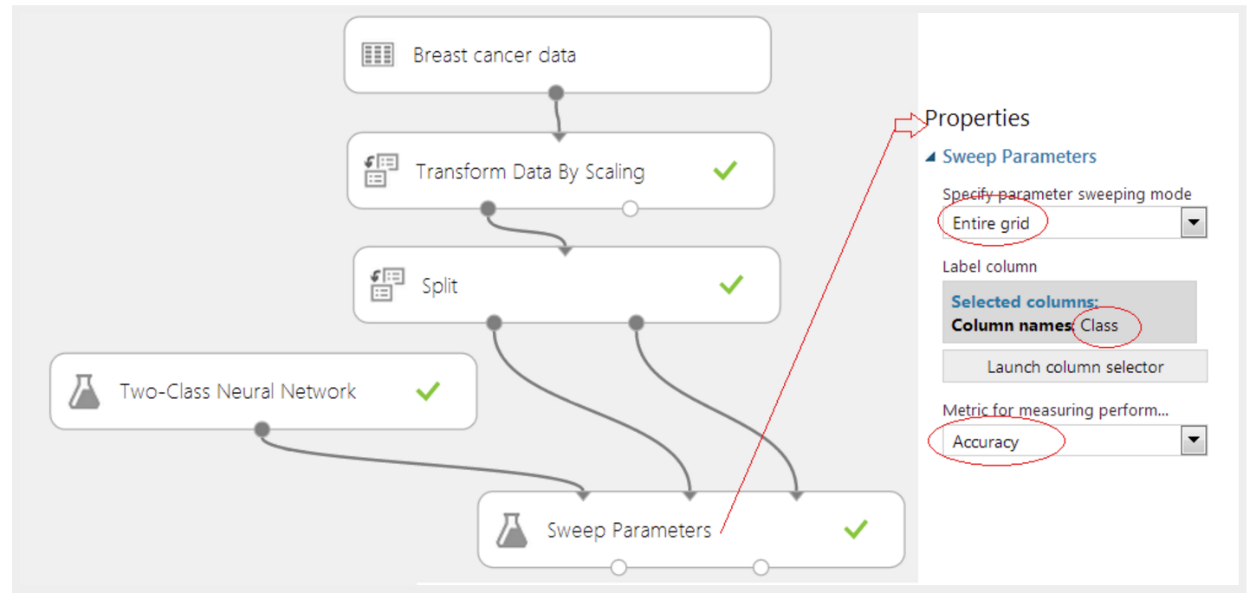 Breast cancer data
Transform Data By Scaling
Split
Two-Class Neural Network
Sweep Parameters
Properties
Sweep Parameters
Specify parameter sweeping mode
Entire grid
Label column
Selected columns:
Column names: Class
Launch column selector
Metric for measuring perform...
Accuracy